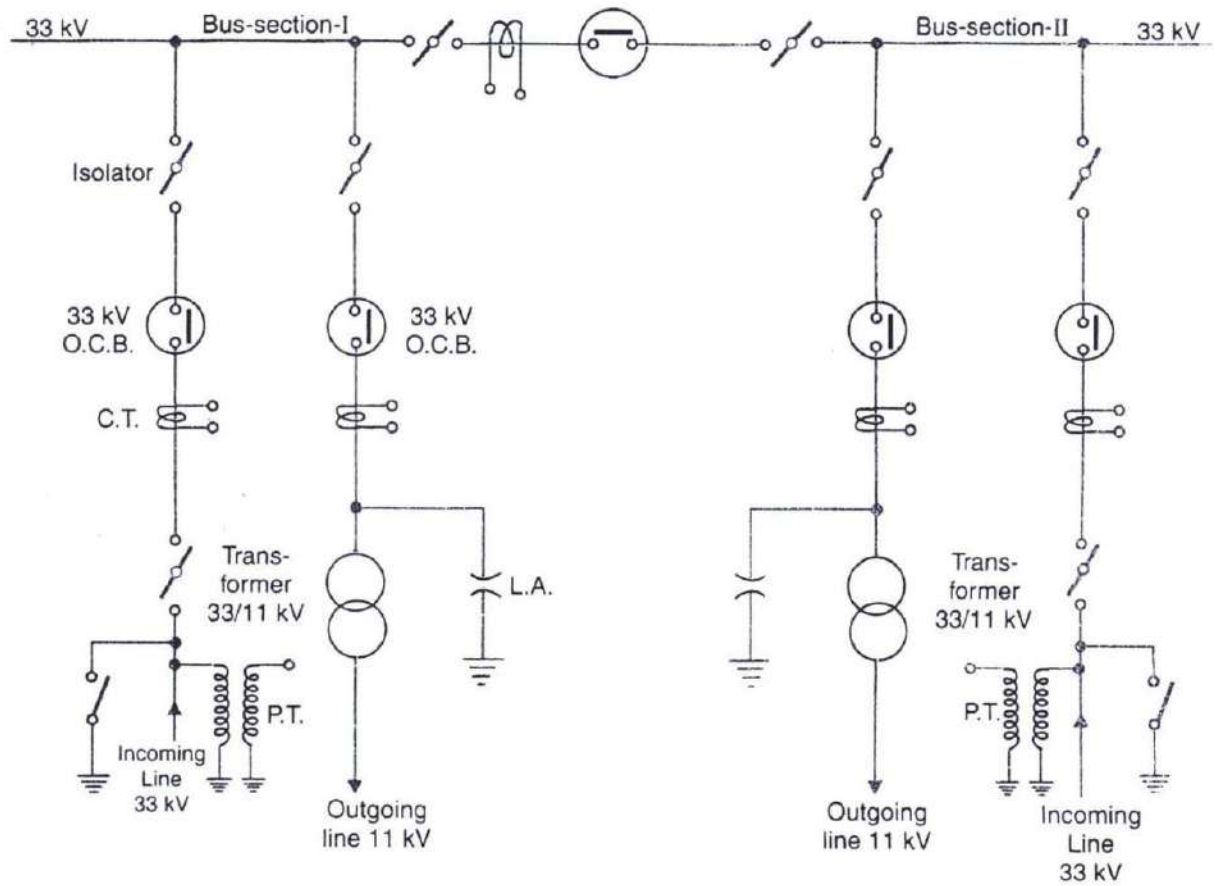 33 kV
Bus-section-I
Bus-section-II
33 kV
Isolator
33 kV
O.C.B.
33 kV
O.C.B.
C.T.
Trans-
former
33/11 kV
L.A.
Trans-
former
33/11 kV
P.T.
P.T.
Incoming
Line
33 kV
Outgoing
line 11 kV
Outgoing
line 11 kV
Incoming
Line
33 kV